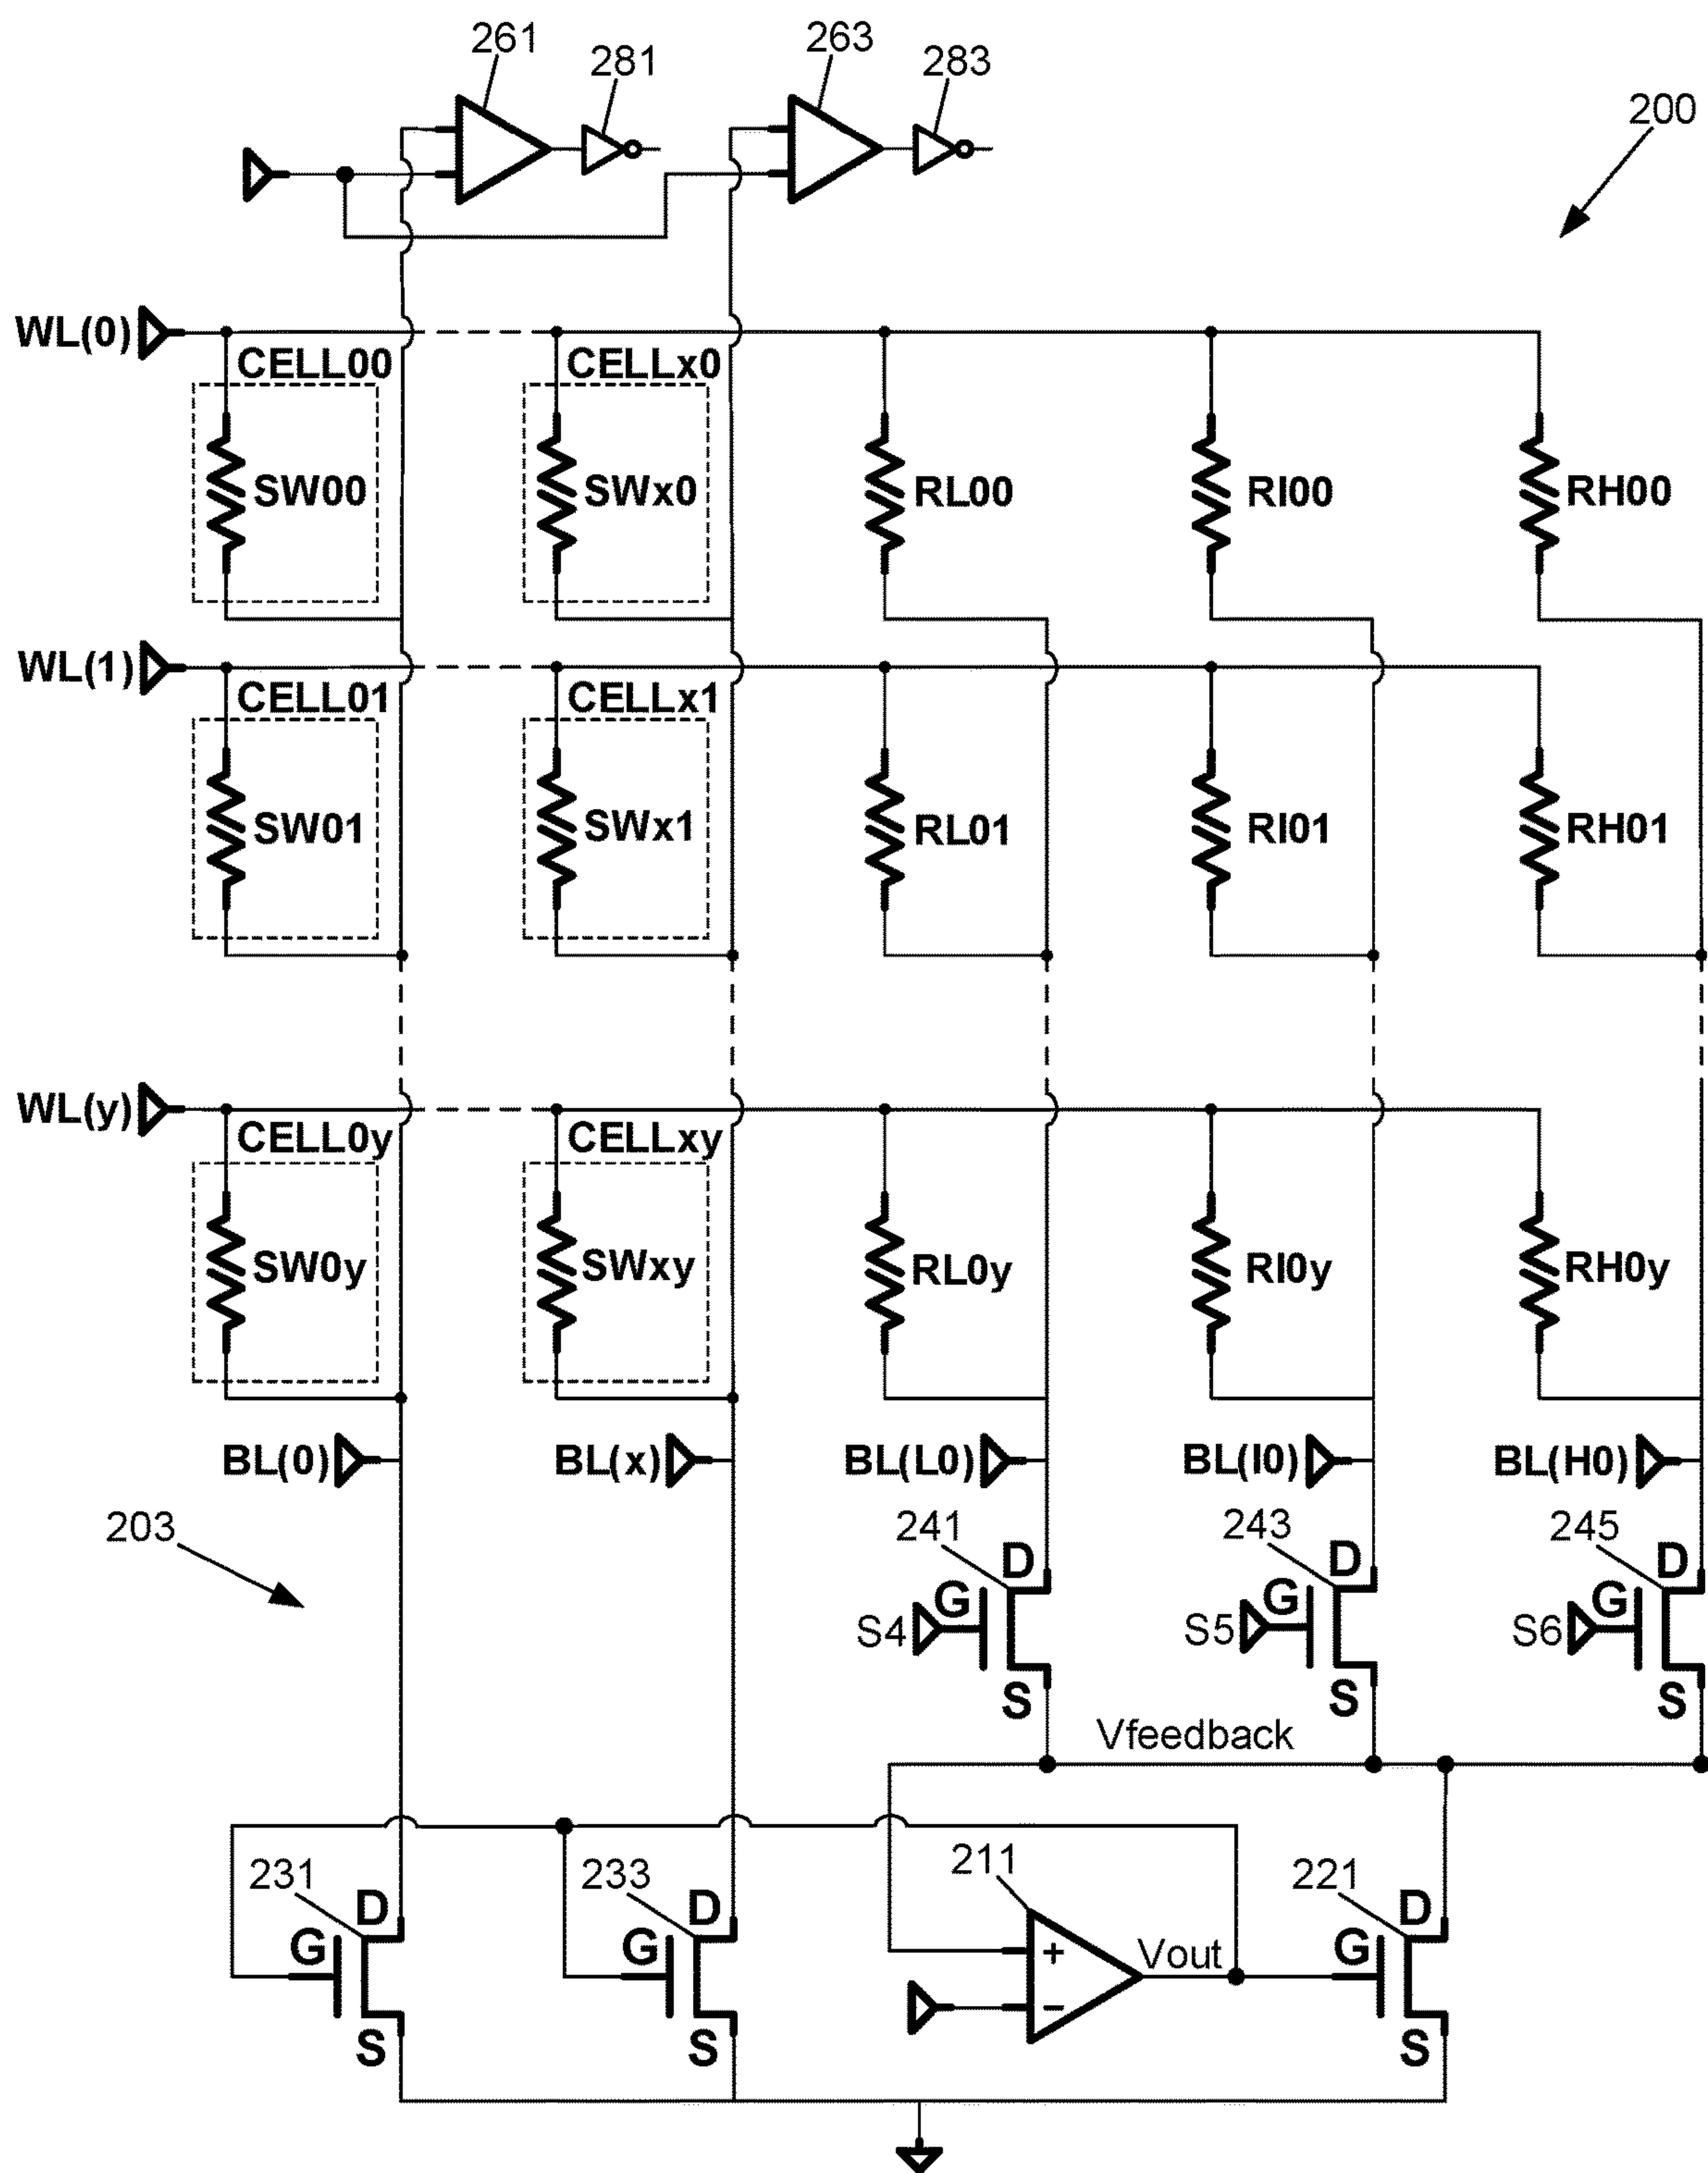 261
281
263
283
200
WL(0)
CELL00
CELLx0
SW00
SWx0
RL00
RI00
RH00
WL(1)
CELL01
CELLx1
SW01
SWx1
RL01
RI01
RH01
WL(y)
CELL0y
CELLxy
SW0y
SWxy
RL0y
RI0y
RH0y
BL(0)
BL(x)
BL(L0)
BL(I0)
BL(H0)
203
241
243
245
D
D
D
G
G
G
S4
S5
S6
S
S
S
Vfeedback
231
233
211
221
D
D
D
G
G
+
Vout
G
−
S
S
S